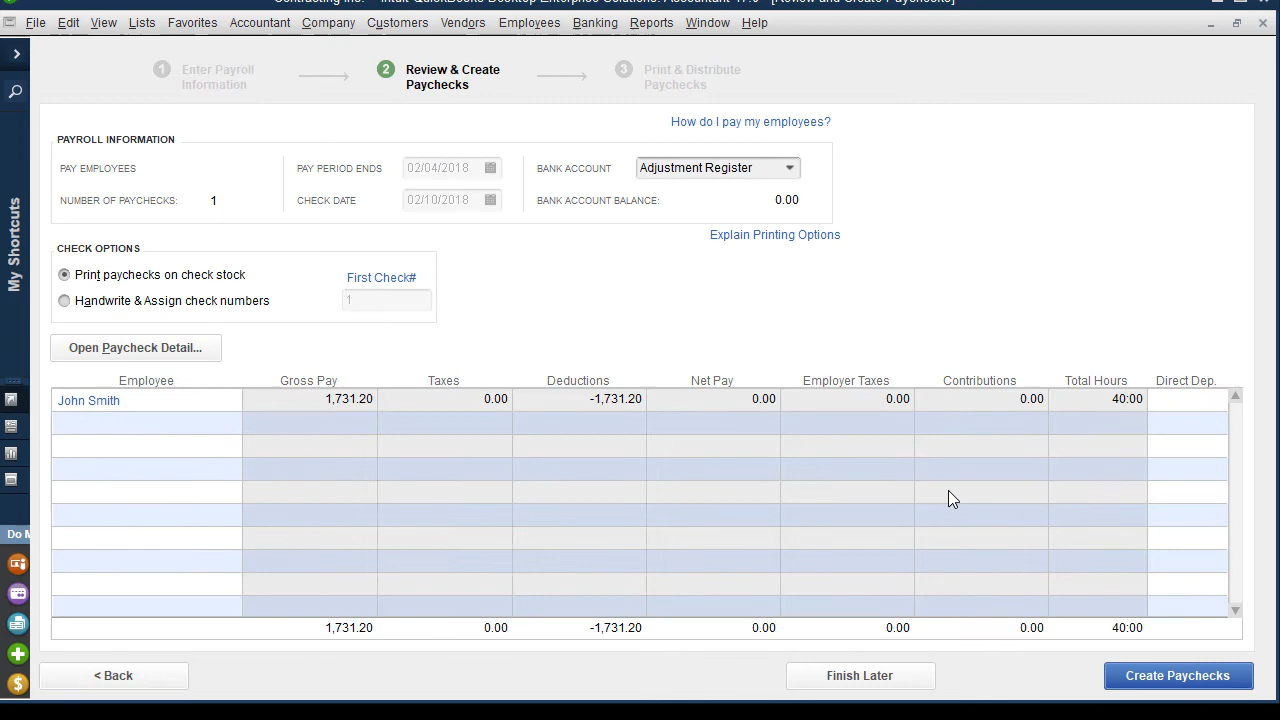 Contracting Inc. - Intuit QuickBooks Desktop Enterprise Solutions: Accountant 17.0 - [Review and Create Paychecks]
File Edit View Lists Favorites Accountant Company Customers Vendors Employees Banking Reports Window Help
1 Enter Payroll Information
2 Review & Create Paychecks
3 Print & Distribute Paychecks
My Shortcuts
Do M
How do I pay my employees?
PAYROLL INFORMATION
PAY EMPLOYEES PAY PERIOD ENDS 02/04/2018 BANK ACCOUNT Adjustment Register
NUMBER OF PAYCHECKS: 1 CHECK DATE 02/10/2018 BANK ACCOUNT BALANCE: 0.00
Explain Printing Options
CHECK OPTIONS
Print paychecks on check stock First Check#
Handwrite & Assign check numbers 1
Open Paycheck Detail...
Employee Gross Pay Taxes Deductions Net Pay Employer Taxes Contributions Total Hours Direct Dep.
John Smith 1,731.20 0.00 -1,731.20 0.00 0.00 0.00 40:00
1,731.20 0.00 -1,731.20 0.00 0.00 0.00 40:00
< Back Finish Later Create Paychecks